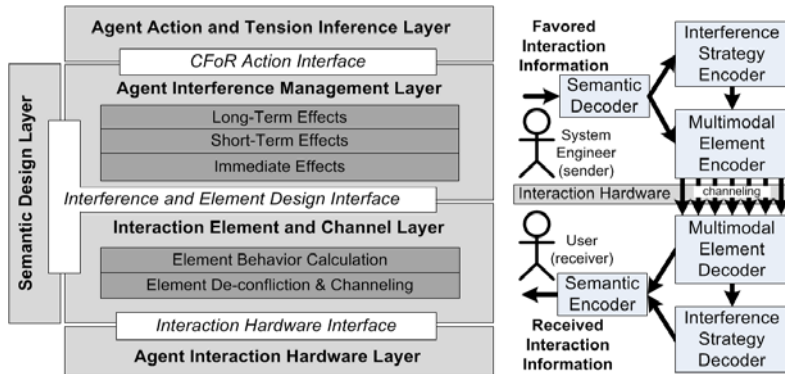 Agent Action and Tension Inference Layer
CFoR Action Interface
Agent Interference Management Layer
Long-Term Effects
Short-Term Effects
Immediate Effects
Interference and Element Design Interface
Interaction Element and Channel Layer
Element Behavior Calculation
Element De-confliction & Channeling
Interaction Hardware Interface
Agent Interaction Hardware Layer
Semantic Design Layer
Favored
Interaction
Information
Semantic
Decoder
Interference
Strategy
Encoder
System
Engineer
(sender)
Multimodal
Element
Encoder
Interaction Hardware
channeling
User
(receiver)
Multimodal
Element
Decoder
Semantic
Encoder
Received
Interaction
Information
Interference
Strategy
Decoder